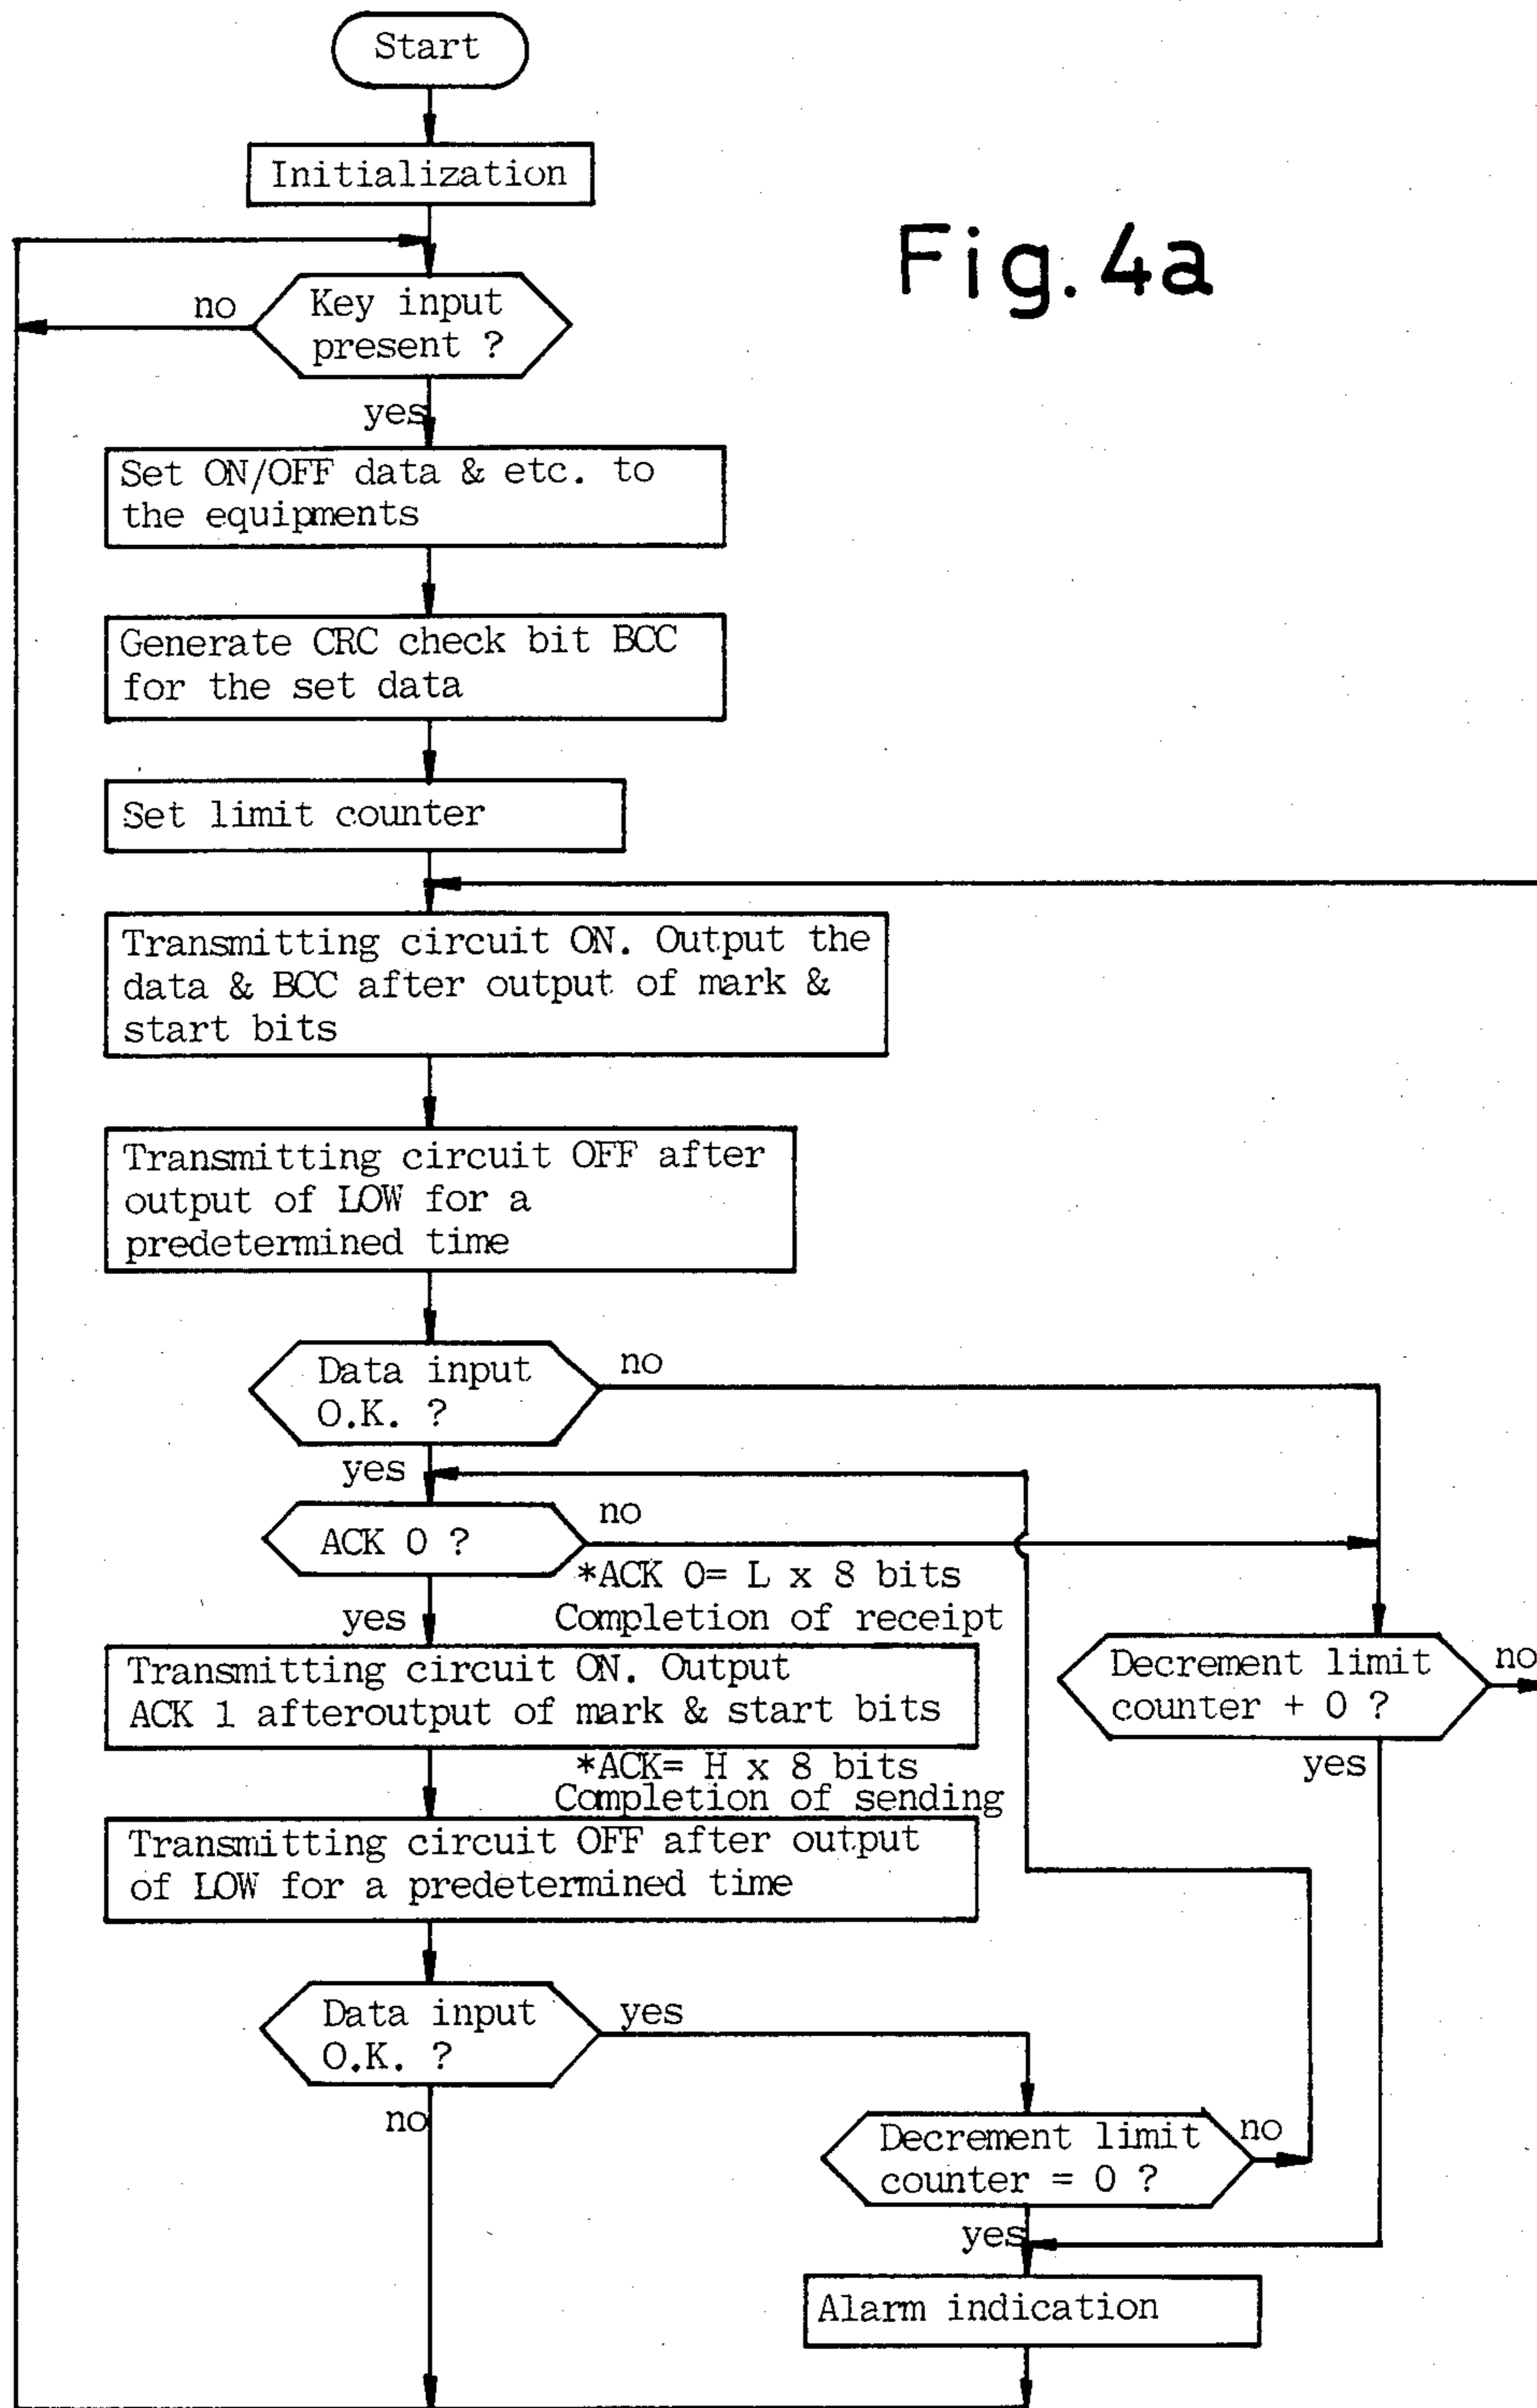 Start
Initialization
Fig. 4a
no
Key input
present ?
yes
Set ON/OFF data & etc. to
the equipments
Generate CRC check bit BCC
for the set data
Set limit counter
Transmitting circuit ON. Output the
data & BCC after output of mark &
start bits
Transmitting circuit OFF after
output of LOW for a
predetermined time
Data input
O.K. ?
no
yes
ACK 0 ?
no
*ACK 0= L x 8 bits
Completion of receipt
yes
Transmitting circuit ON. Output
ACK 1 afteroutput of mark & start bits
Decrement limit
counter + 0 ?
no
yes
*ACK= H x 8 bits
Completion of sending
Transmitting circuit OFF after output
of LOW for a predetermined time
Data input
O.K. ?
yes
no
Decrement limit
counter = 0 ?
no
yes
Alarm indication